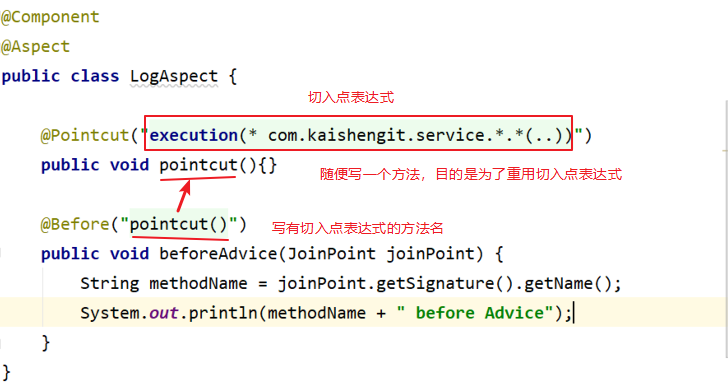 @Component
@Aspect
public class LogAspect {
切入点表达式
@Pointcut("execution(* com.kaishengit.service.*.*(..))")
public void pointcut(){}
随便写一个方法，目的是为了重用切入点表达式
@Before("pointcut()")
写有切入点表达式的方法名
public void beforeAdvice(JoinPoint joinPoint) {
String methodName = joinPoint.getSignature().getName();
System.out.println(methodName + " before Advice");
}
}